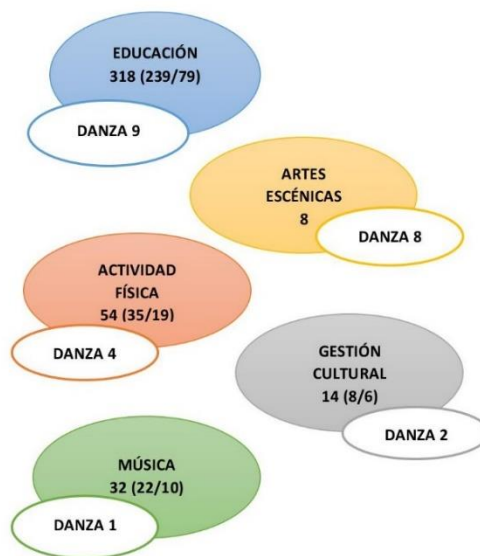 EDUCACIÓN
318 (239/79)
DANZA 9
ARTES
ESCÉNICAS
8
DANZA 8
ACTIVIDAD
FÍSICA
54 (35/19)
DANZA 4
GESTIÓN
CULTURAL
14 (8/6)
DANZA 2
MÚSICA
32 (22/10)
DANZA 1